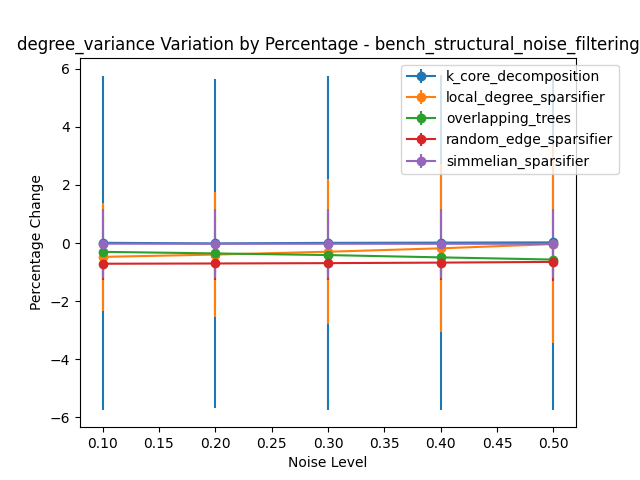 degree_variance Variation by Percentage - bench_structural_noise_filtering
k_core_decomposition
local_degree_sparsifier
overlapping_trees
random_edge_sparsifier
simmelian_sparsifier
Percentage Change
6
4
2
0
−2
−4
−6
0.10 0.15 0.20 0.25 0.30 0.35 0.40 0.45 0.50
Noise Level